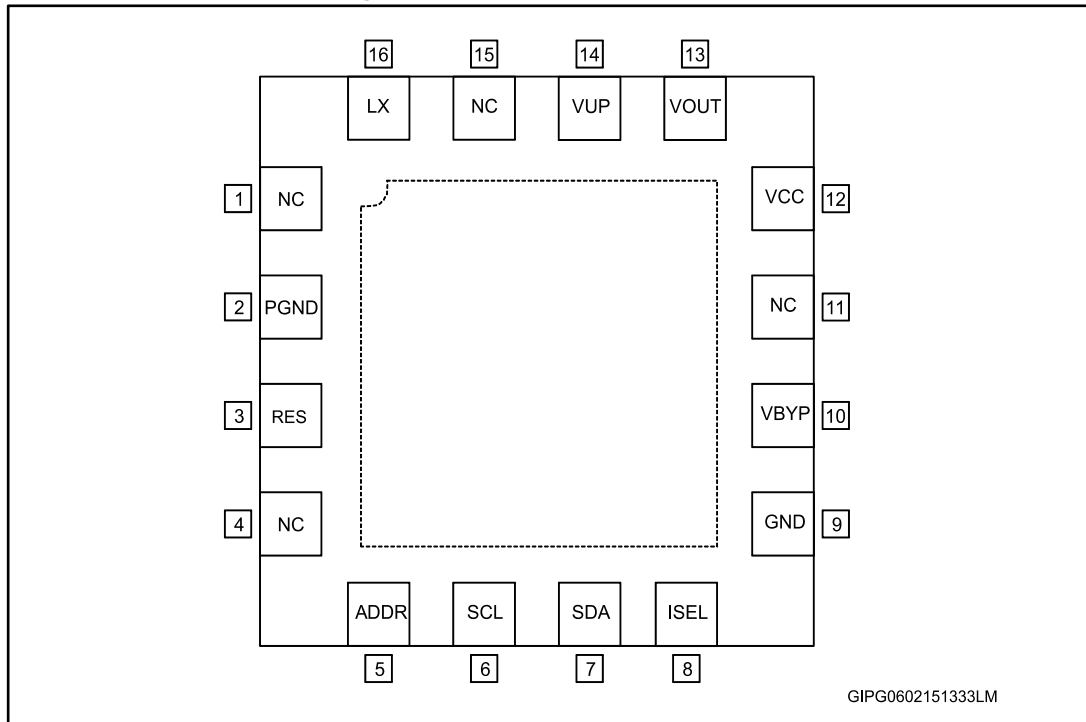 16 15 14 13
LX NC VUP VOUT
1 NC VCC 12
2 PGND NC 11
3 RES VBYP 10
4 NC GND 9
ADDR SCL SDA ISEL
5 6 7 8
GIPG0602151333LM